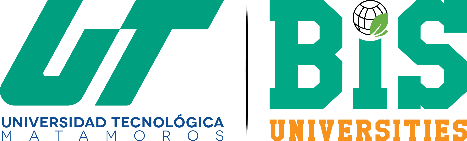 UT
UNIVERSIDAD TECNOLÓGICA
MATAMOROS
BiS
UNIVERSITIES